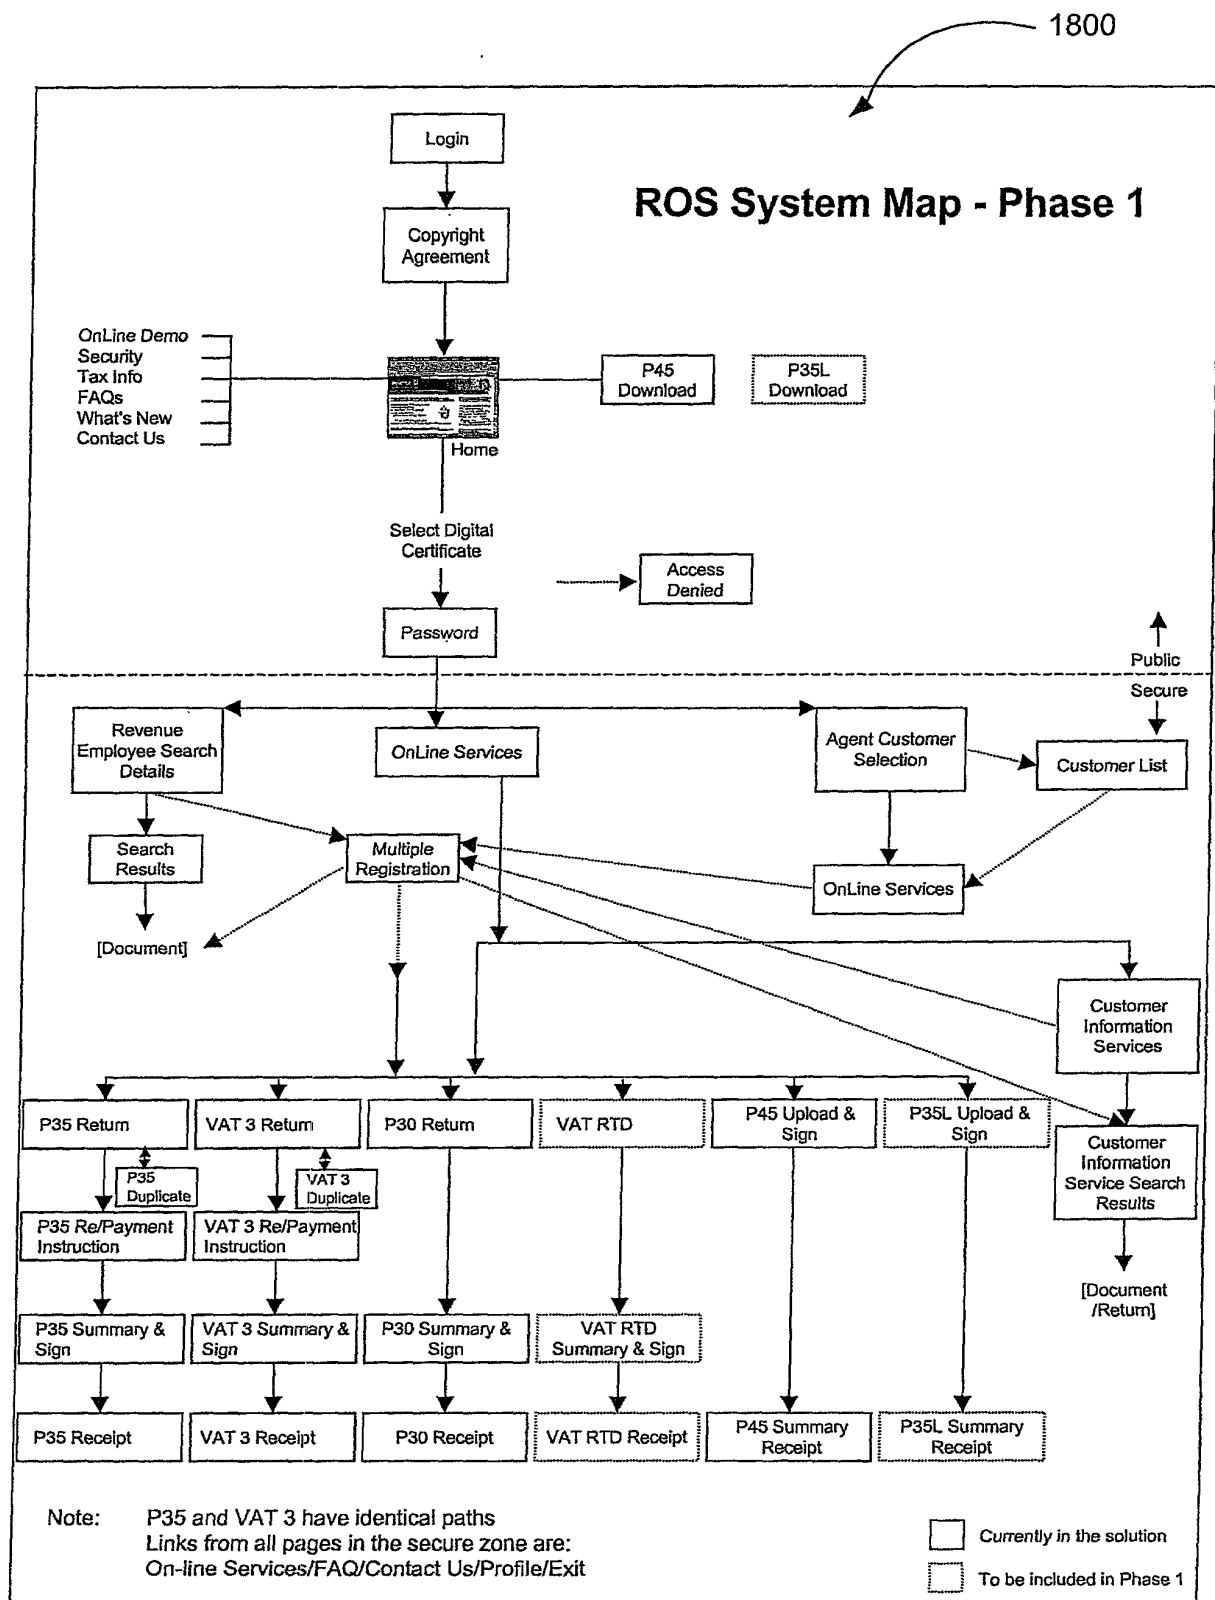 1800
Login
ROS System Map - Phase 1
Copyright
Agreement
OnLine Demo
Security
Tax Info
FAQs
What's New
Contact Us
P45
Download
P35L
Download
Home
Select Digital
Certificate
Access
Denied
Password
Public
Secure
Revenue
Employee Search
Details
OnLine Services
Agent Customer
Selection
Customer List
Search
Results
Multiple
Registration
OnLine Services
[Document]
Customer
Information
Services
P35 Return
VAT 3 Return
P30 Return
VAT RTD
P45 Upload &
Sign
P35L Upload &
Sign
Customer
Information
Service Search
Results
P35
Duplicate
VAT 3
Duplicate
P35 Re/Payment
Instruction
VAT 3 Re/Payment
Instruction
[Document
/Return]
P35 Summary &
Sign
VAT 3 Summary &
Sign
P30 Summary &
Sign
VAT RTD
Summary & Sign
P35 Receipt
VAT 3 Receipt
P30 Receipt
VAT RTD Receipt
P45 Summary
Receipt
P35L Summary
Receipt
Note: P35 and VAT 3 have identical paths
Links from all pages in the secure zone are:
On-line Services/FAQ/Contact Us/Profile/Exit
Currently in the solution
To be included in Phase 1